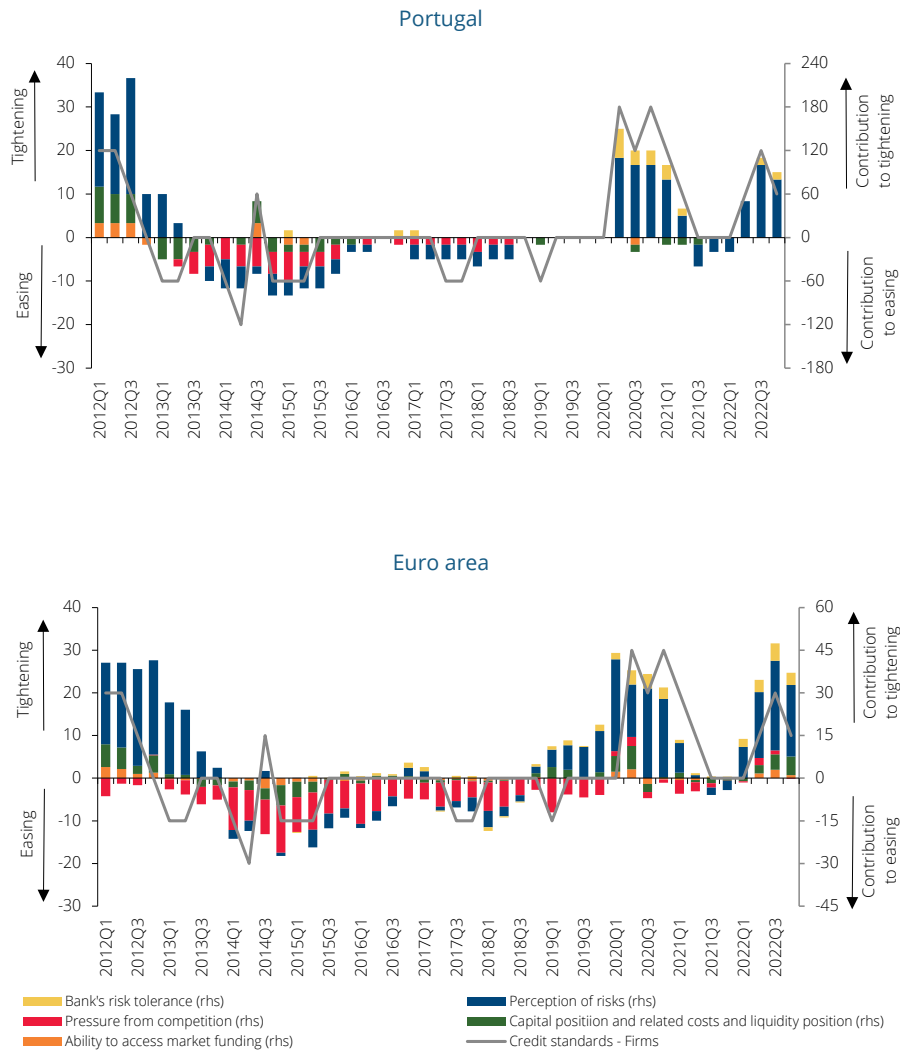 Portugal
40
30
20
10
0
-10
-20
-30
Tightening
Easing
240
180
120
60
0
-60
-120
-180
Contribution
to tightening
Contribution
to easing
2012Q1
2012Q3
2013Q1
2013Q3
2014Q1
2014Q3
2015Q1
2015Q3
2016Q1
2016Q3
2017Q1
2017Q3
2018Q1
2018Q3
2019Q1
2019Q3
2020Q1
2020Q3
2021Q1
2021Q3
2022Q1
2022Q3
Euro area
40
30
20
10
0
-10
-20
-30
Tightening
Easing
60
45
30
15
0
-15
-30
-45
Contribution
to tightening
Contribution
to easing
2012Q1
2012Q3
2013Q1
2013Q3
2014Q1
2014Q3
2015Q1
2015Q3
2016Q1
2016Q3
2017Q1
2017Q3
2018Q1
2018Q3
2019Q1
2019Q3
2020Q1
2020Q3
2021Q1
2021Q3
2022Q1
2022Q3
Bank's risk tolerance (rhs)
Perception of risks (rhs)
Pressure from competition (rhs)
Capital positiion and related costs and liquidity position (rhs)
Ability to access market funding (rhs)
Credit standards - Firms